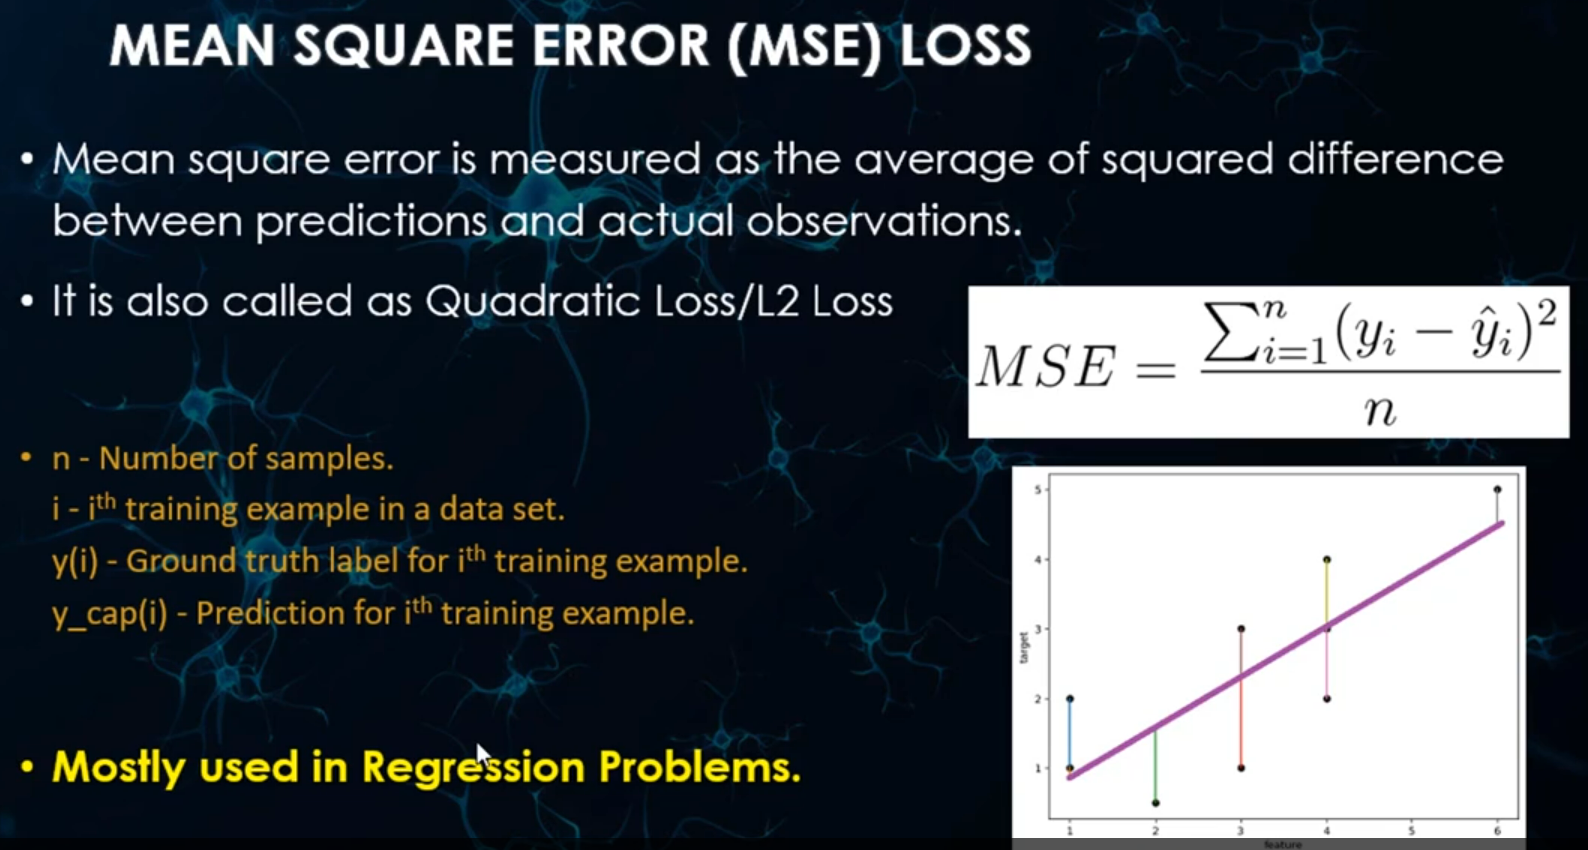 MEAN SQUARE ERROR (MSE) LOSS
• Mean square error is measured as the average of squared difference
between predictions and actual observations.
• It is also called as Quadratic Loss/L2 Loss
MSE = \frac{\sum_{i=1}^{n}(y_i - \hat{y}_i)^2}{n}
• n - Number of samples.
i - iᵗʰ training example in a data set.
y(i) - Ground truth label for iᵗʰ training example.
y_cap(i) - Prediction for iᵗʰ training example.
• Mostly used in Regression Problems.
5
4
3
2
1
target
1 2 3 4 5 6
feature